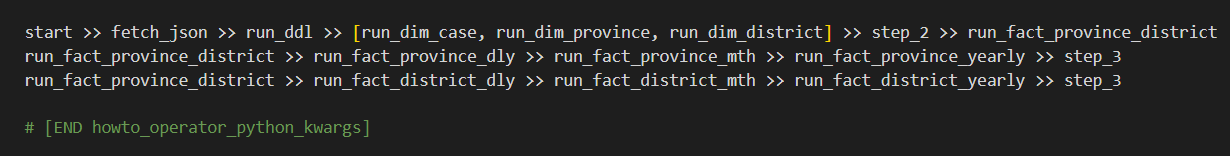 start >> fetch_json >> run_ddl >> [run_dim_case, run_dim_province, run_dim_district] >> step_2 >> run_fact_province_district
run_fact_province_district >> run_fact_province_dly >> run_fact_province_mth >> run_fact_province_yearly >> step_3
run_fact_province_district >> run_fact_district_dly >> run_fact_district_mth >> run_fact_district_yearly >> step_3
# [END howto_operator_python_kwargs]